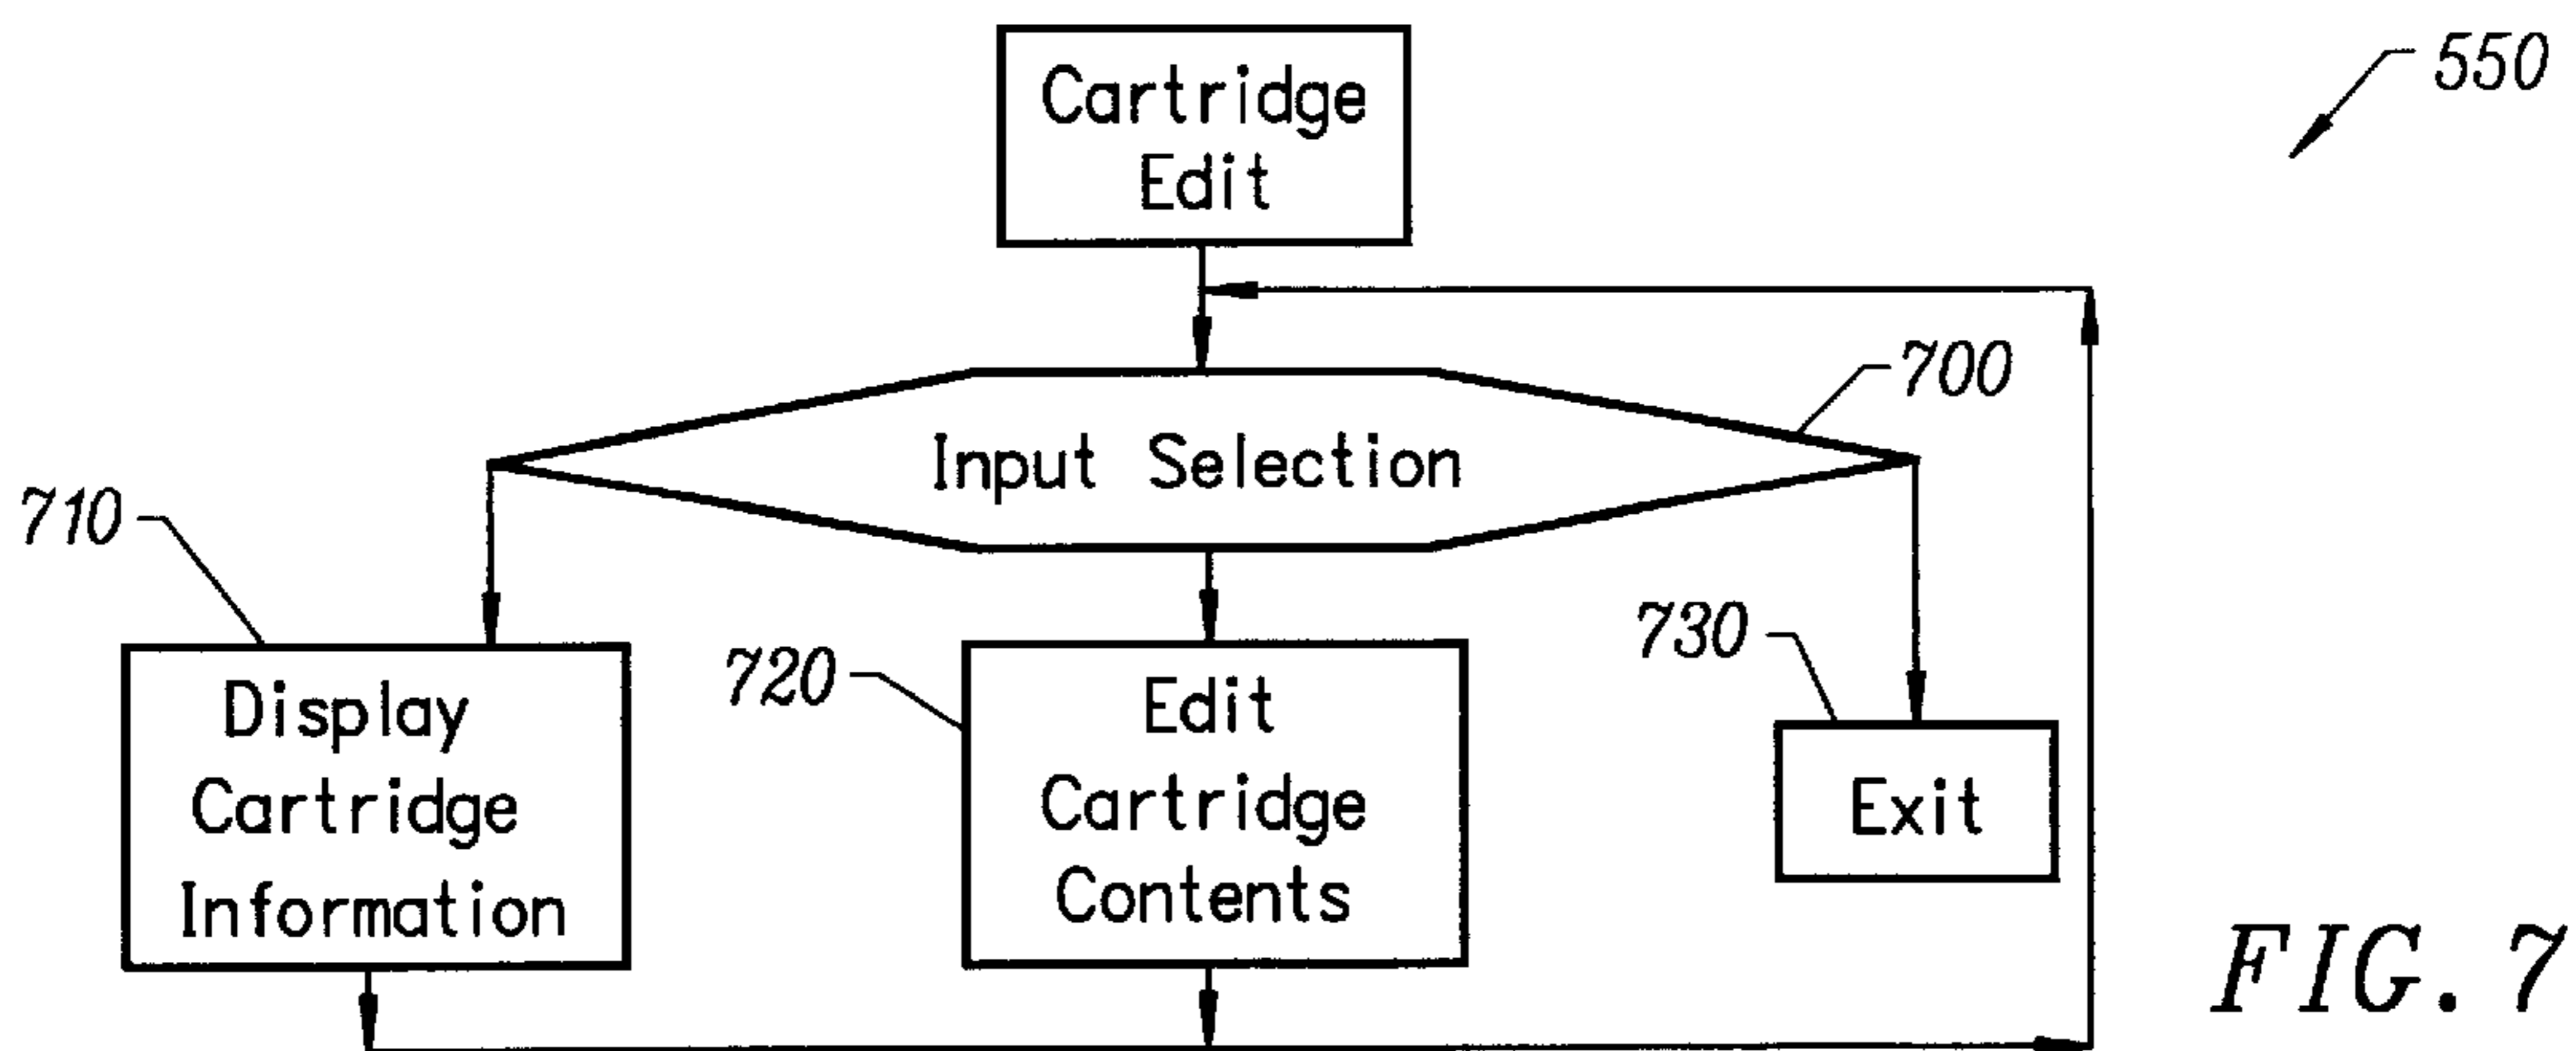 Cartridge
Edit
550
700
Input Selection
710
Display
Cartridge
Information
720
Edit
Cartridge
Contents
730
Exit
FIG. 7